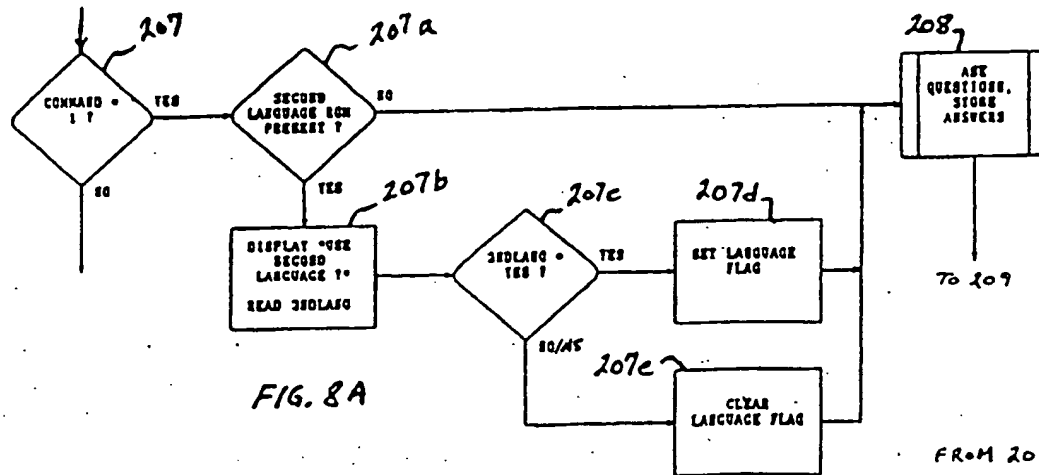 207
COMMAND =
1 ?
YES
NO
207a
SECOND
LANGUAGE ROM
PRESENT ?
NO
YES
208
ASK
QUESTIONS,
STORE
ANSWERS
TO 209
207b
DISPLAY "USE
SECOND
LANGUAGE ?"
READ 2NDLANG
207c
2NDLANG =
YES ?
YES
NO/NS
207d
SET LANGUAGE
FLAG
207e
CLEAR
LANGUAGE FLAG
FIG. 8A
FROM 20